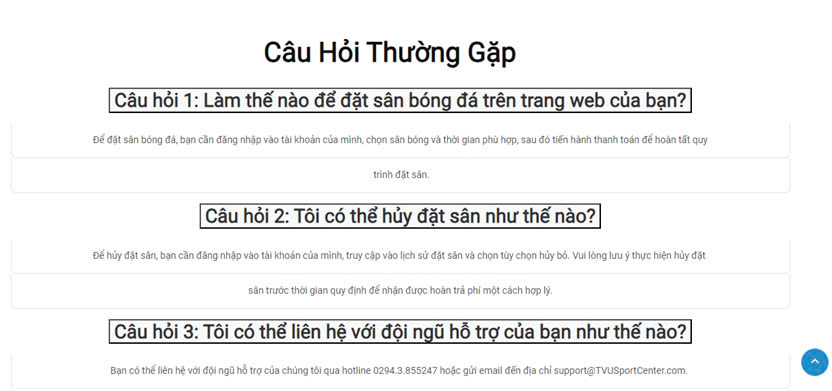 Câu Hỏi Thường Gặp
Câu hỏi 1: Làm thế nào để đặt sân bóng đá trên trang web của bạn?
Để đặt sân bóng đá, bạn cần đăng nhập vào tài khoản của mình, chọn sân bóng và thời gian phù hợp, sau đó tiến hành thanh toán để hoàn tất quy
trình đặt sân.
Câu hỏi 2: Tôi có thể hủy đặt sân như thế nào?
Để hủy đặt sân, bạn cần đăng nhập vào tài khoản của mình, truy cập vào lịch sử đặt sân và chọn tùy chọn hủy bỏ. Vui lòng lưu ý thực hiện hủy đặt
sân trước thời gian quy định để nhận được hoàn trả phí một cách hợp lý.
Câu hỏi 3: Tôi có thể liên hệ với đội ngũ hỗ trợ của bạn như thế nào?
Bạn có thể liên hệ với đội ngũ hỗ trợ của chúng tôi qua hotline 0294.3.855247 hoặc gửi email đến địa chỉ support@TVUSportCenter.com.